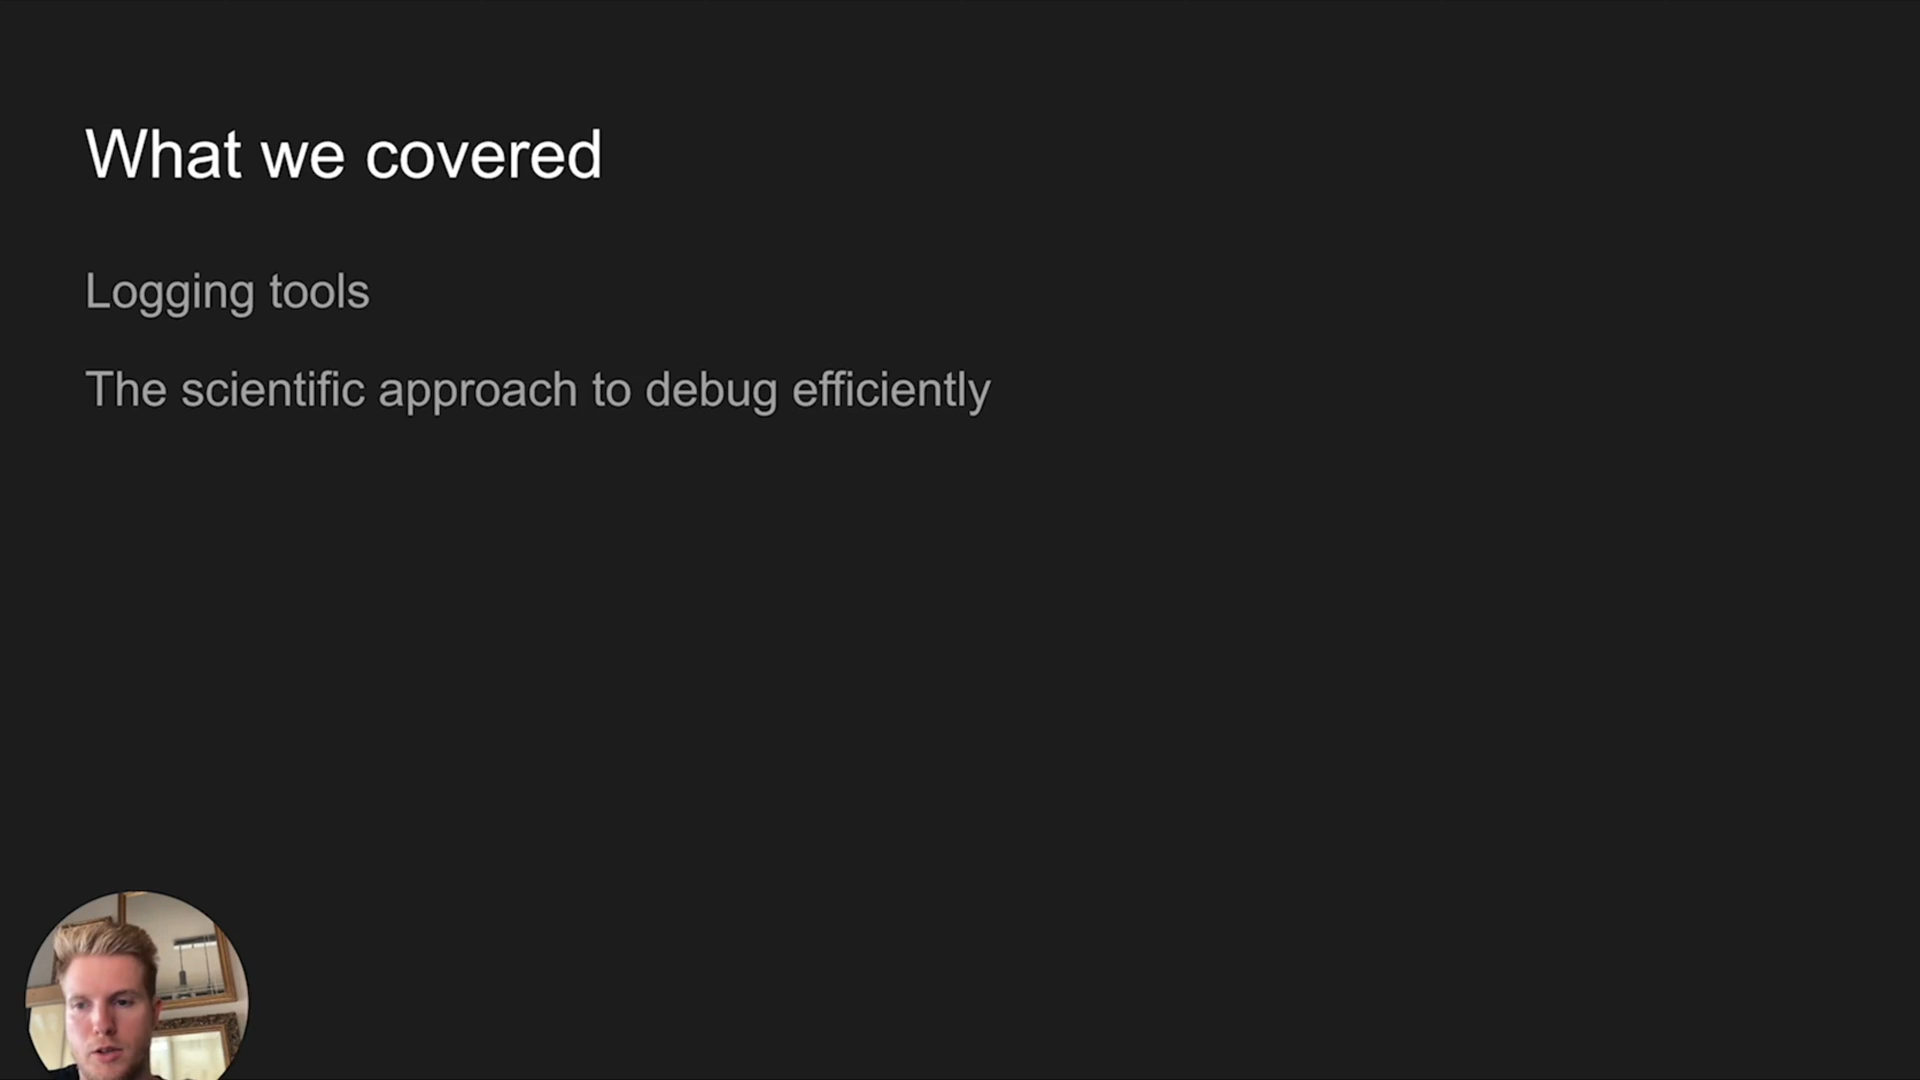 What we covered
Logging tools
The scientific approach to debug efficiently